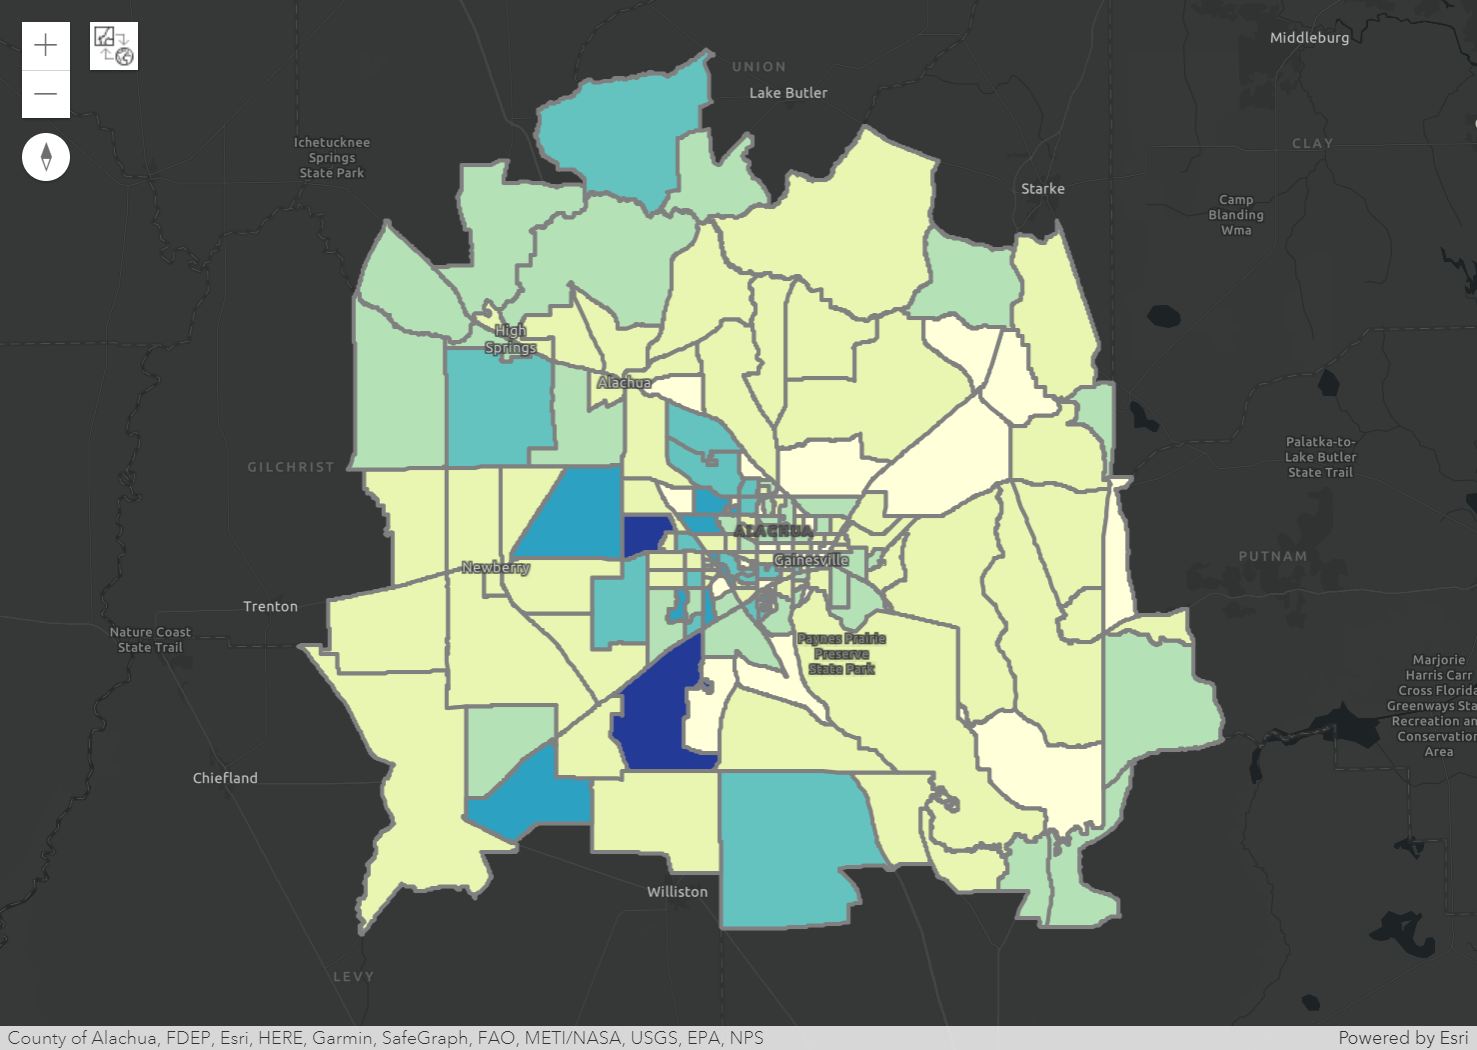 Middleburg
UNION
Lake Butler
CLAY
Ichetucknee
Springs
State Park
Starke
Camp
Blanding
Wma
High
Springs
Alachua
Palatka-to-
Lake Butler
State Trail
GILCHRIST
ALACHUA
Gainesville
PUTNAM
Newberry
Trenton
Nature Coast
State Trail
Paynes Prairie
Preserve
State Park
Marjorie
Harris Carr
Cross Florida
Greenways Sta
Recreation an
Conservation
Area
Chiefland
Williston
LEVY
County of Alachua, FDEP, Esri, HERE, Garmin, SafeGraph, FAO, METI/NASA, USGS, EPA, NPS
Powered by Esri